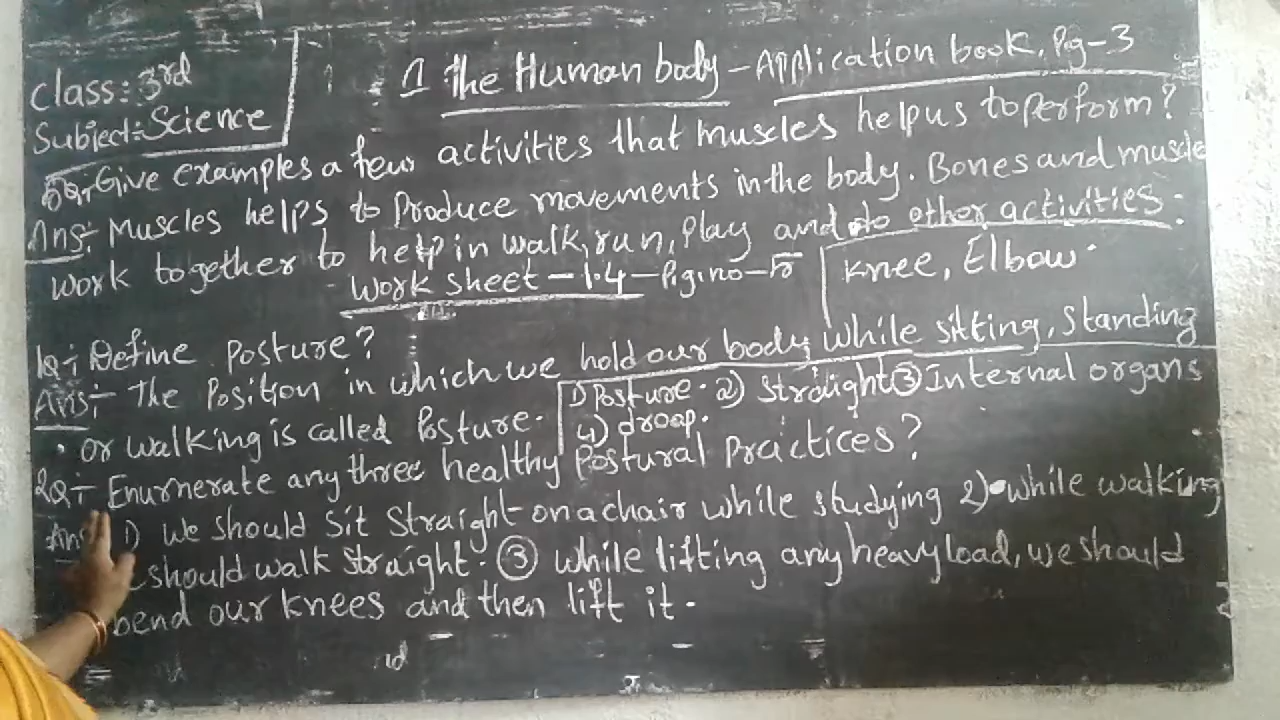 Class: 3rd
Subject:- Science
1 The Human body - Application book, Pg-3
5Q, Give examples a few activities that muscles help us to perform?
Ans:- Muscles helps to produce movements in the body. Bones and muscle
work together to help in walk, run, play and do other activities.
Work sheet - 1.4 - Pg no - 5
Knee, Elbow.
1Q:- Define Posture?
Ans:- The Position in which we hold our body while sitting, standing
or walking is called Posture.
1) Posture. 2) Straight 3) Internal organs
4) droop.
2Q:- Enumerate any three healthy Postural Practices?
Ans 1) We should sit straight on a chair while studying 2) while walking
should walk straight. 3) while lifting any heavy load, we should
bend our knees and then lift it.